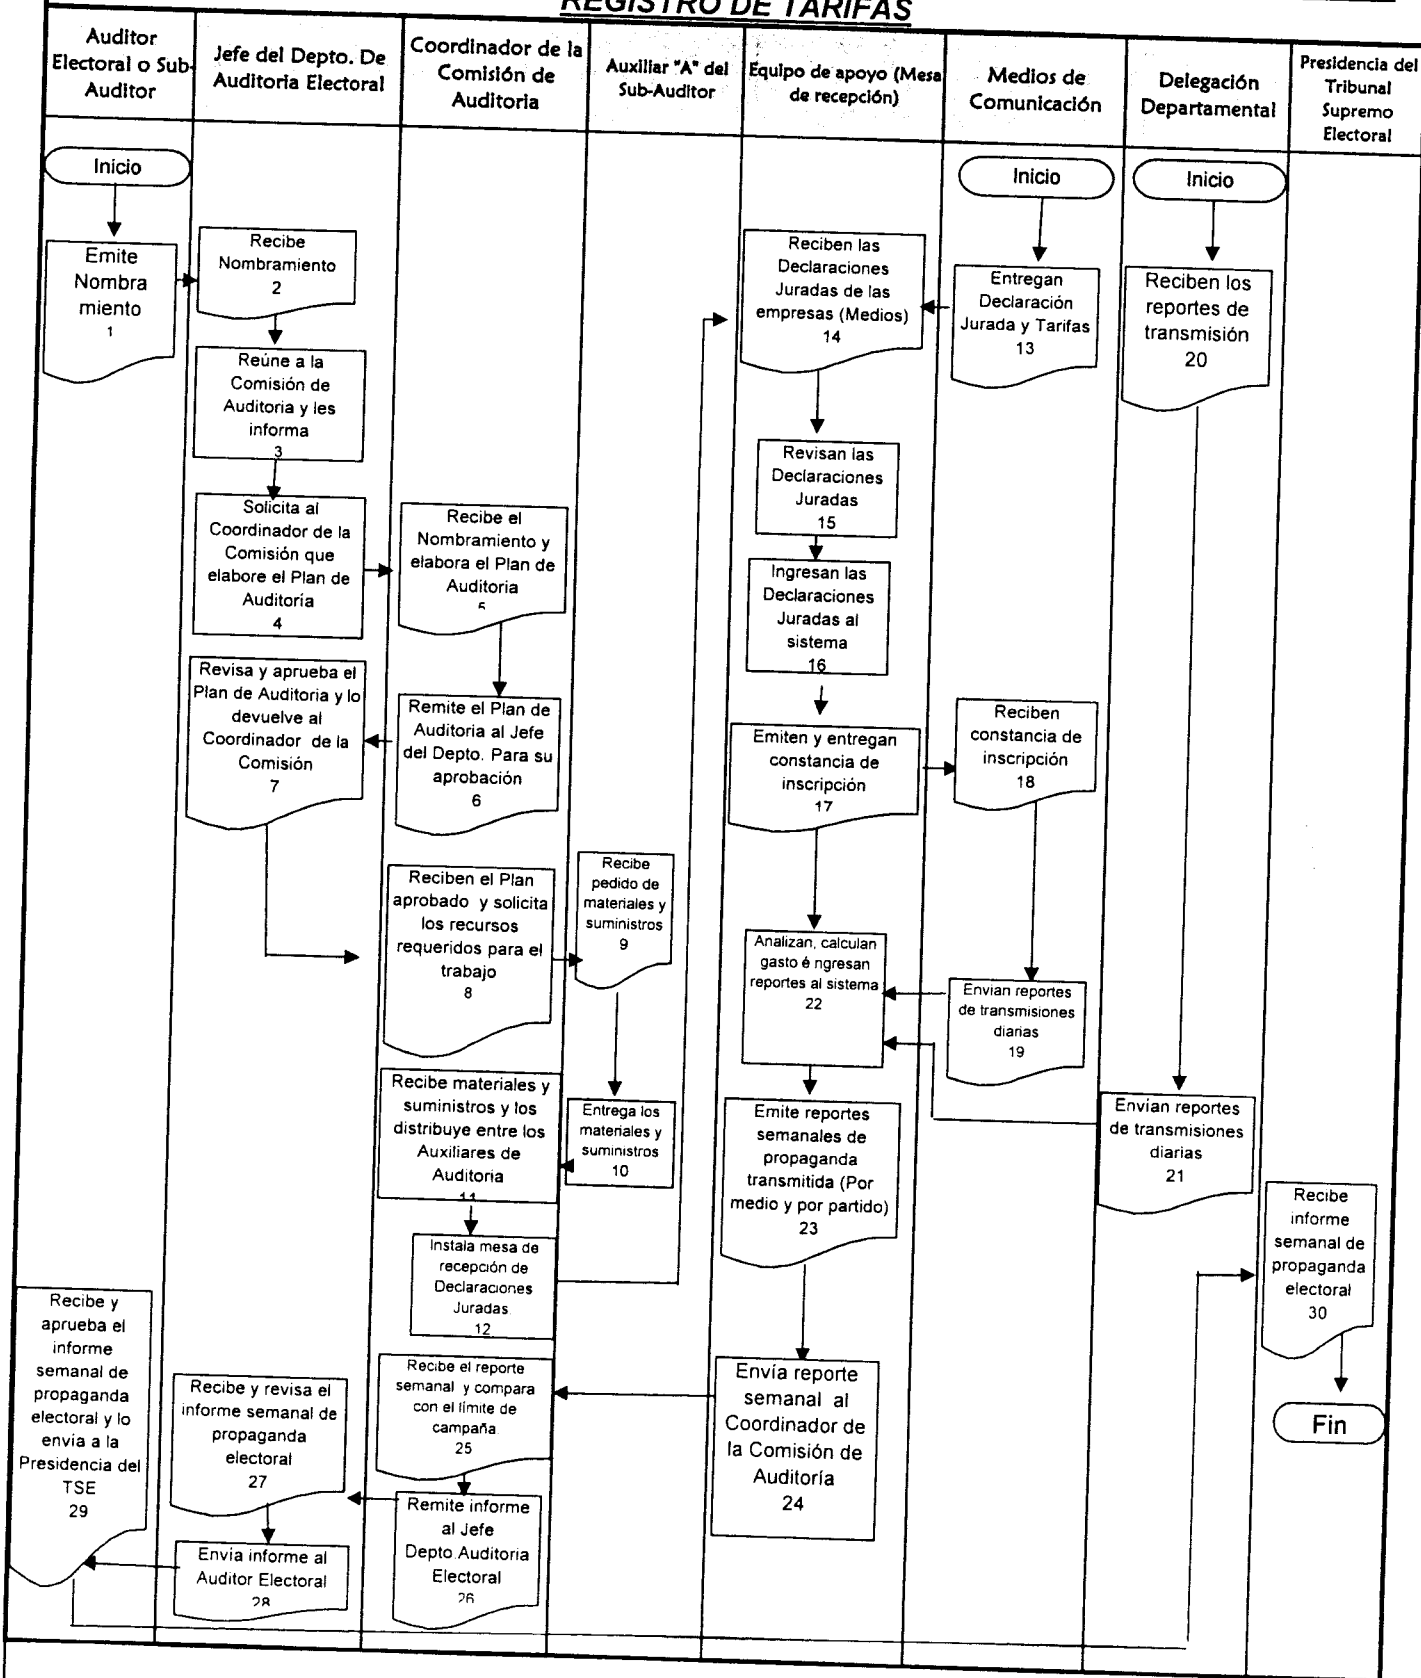 REGISTRO DE TARIFAS
Auditor
Electoral o Sub-
Auditor
Jefe del Depto. De
Auditoria Electoral
Coordinador de la
Comisión de
Auditoria
Auxiliar "A" del
Sub-Auditor
Equipo de apoyo (Mesa
de recepción)
Medios de
Comunicación
Delegación
Departamental
Presidencia del
Tribunal
Supremo
Electoral
Inicio
Inicio
Inicio
Emite
Nombra
miento
1
Recibe
Nombramiento
2
Reúne a la
Comisión de
Auditoria y les
informa
3
Solicita al
Coordinador de la
Comisión que
elabore el Plan de
Auditoría
4
Recibe el
Nombramiento y
elabora el Plan de
Auditoria
5
Remite el Plan de
Auditoria al Jefe
del Depto. Para su
aprobación
6
Revisa y aprueba el
Plan de Auditoria y lo
devuelve al
Coordinador de la
Comisión
7
Reciben el Plan
aprobado y solicita
los recursos
requeridos para el
trabajo
8
Recibe
pedido de
materiales y
suministros
9
Entrega los
materiales y
suministros
10
Recibe materiales y
suministros y los
distribuye entre los
Auxiliares de
Auditoria
11
Instala mesa de
recepción de
Declaraciones
Juradas
12
Entregan
Declaración
Jurada y Tarifas
13
Reciben las
Declaraciones
Juradas de las
empresas (Medios)
14
Revisan las
Declaraciones
Juradas
15
Ingresan las
Declaraciones
Juradas al
sistema
16
Emiten y entregan
constancia de
inscripción
17
Reciben
constancia de
inscripción
18
Envian reportes
de transmisiones
diarias
19
Reciben los
reportes de
transmisión
20
Envian reportes
de transmisiones
diarias
21
Analizan, calculan
gasto é ngresan
reportes al sistema
22
Emite reportes
semanales de
propaganda
transmitida (Por
medio y por partido)
23
Envía reporte
semanal al
Coordinador de
la Comisión de
Auditoría
24
Recibe el reporte
semanal y compara
con el límite de
campaña
25
Remite informe
al Jefe
Depto.Auditoria
Electoral
26
Recibe y revisa el
informe semanal de
propaganda
electoral
27
Envia informe al
Auditor Electoral
28
Recibe y
aprueba el
informe
semanal de
propaganda
electoral y lo
envia a la
Presidencia del
TSE
29
Recibe
informe
semanal de
propaganda
electoral
30
Fin